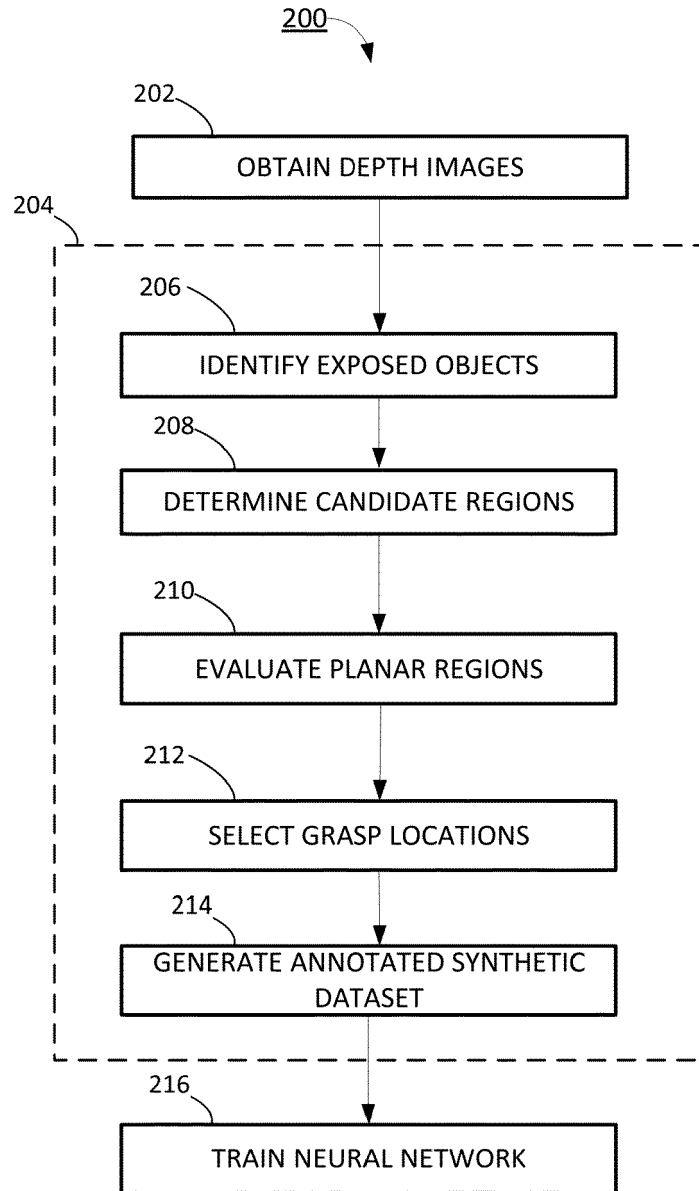 200
202
OBTAIN DEPTH IMAGES
204
206
IDENTIFY EXPOSED OBJECTS
208
DETERMINE CANDIDATE REGIONS
210
EVALUATE PLANAR REGIONS
212
SELECT GRASP LOCATIONS
214
GENERATE ANNOTATED SYNTHETIC
DATASET
216
TRAIN NEURAL NETWORK